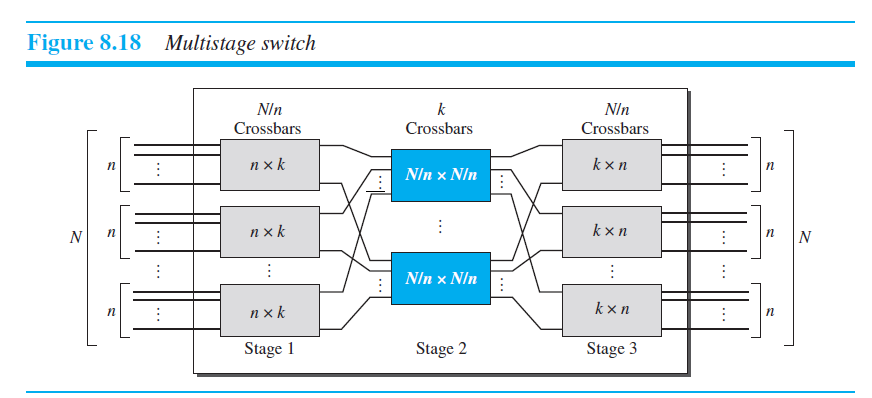 Figure 8.18 Multistage switch
N/n k N/n
Crossbars Crossbars Crossbars
n n × k N/n × N/n k × n n
N n n × k k × n n N
N/n × N/n
n n × k k × n n
Stage 1 Stage 2 Stage 3